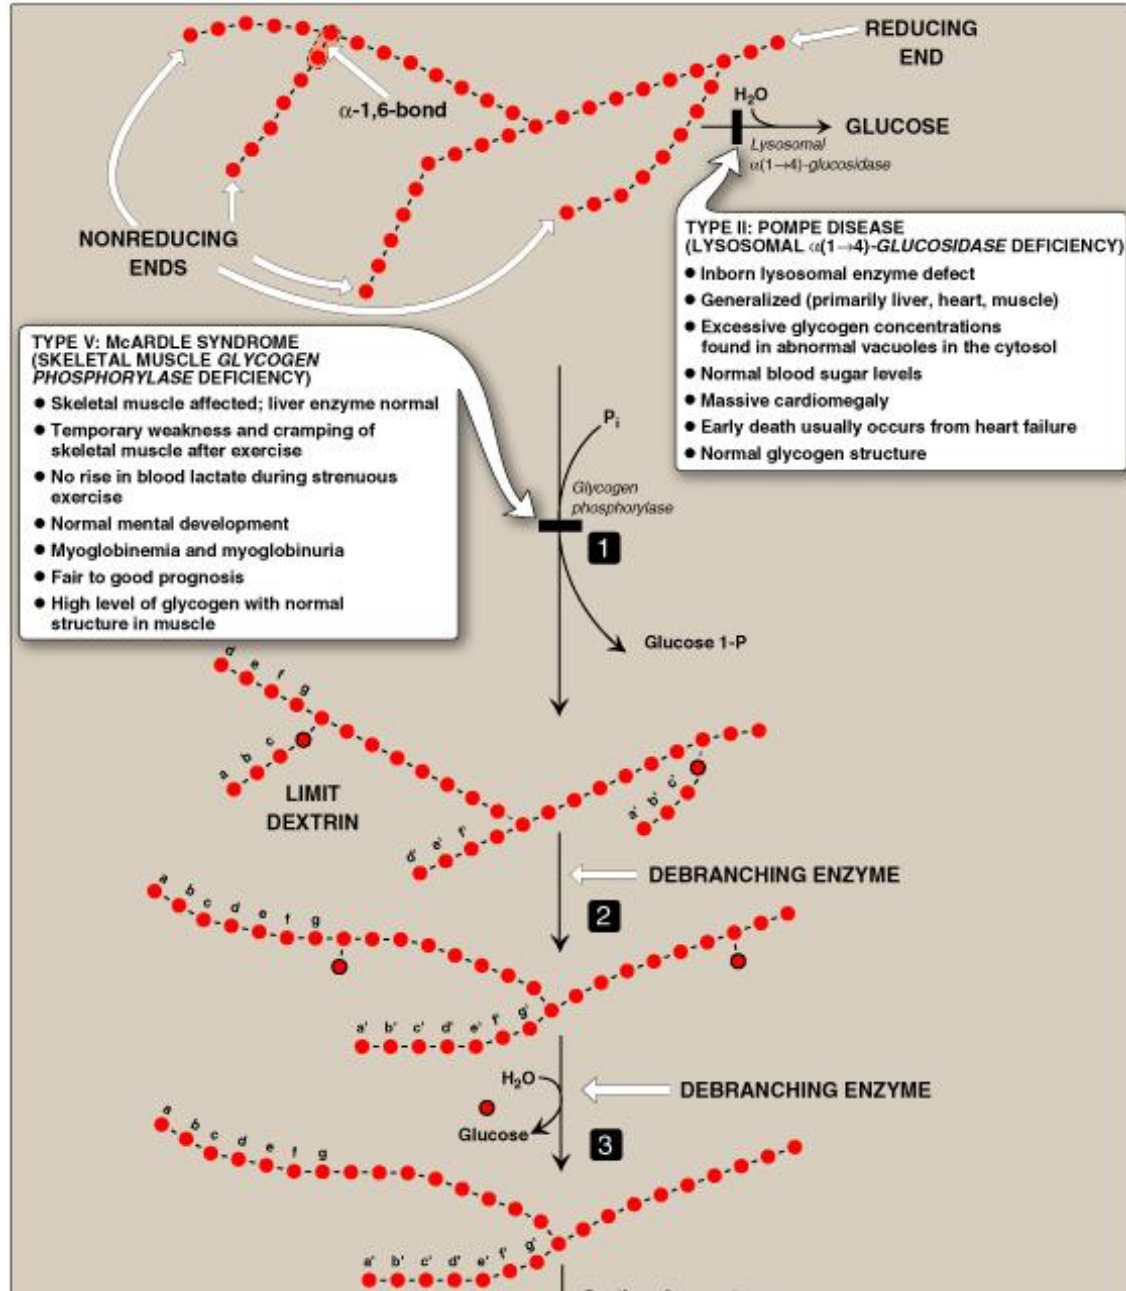 REDUCING
END
α-1,6-bond
H₂O
GLUCOSE
Lysosomal
α(1→4)-glucosidase
NONREDUCING
ENDS
TYPE II: POMPE DISEASE
(LYSOSOMAL α(1→4)-GLUCOSIDASE DEFICIENCY)
● Inborn lysosomal enzyme defect
● Generalized (primarily liver, heart, muscle)
● Excessive glycogen concentrations
found in abnormal vacuoles in the cytosol
● Normal blood sugar levels
● Massive cardiomegaly
● Early death usually occurs from heart failure
● Normal glycogen structure
TYPE V: McARDLE SYNDROME
(SKELETAL MUSCLE GLYCOGEN
PHOSPHORYLASE DEFICIENCY)
● Skeletal muscle affected; liver enzyme normal
● Temporary weakness and cramping of
skeletal muscle after exercise
● No rise in blood lactate during strenuous
exercise
● Normal mental development
● Myoglobinemia and myoglobinuria
● Fair to good prognosis
● High level of glycogen with normal
structure in muscle
Pi
Glycogen
phosphorylase
1
Glucose 1-P
d e f g
a b c
LIMIT
DEXTRIN
a' b' c'
d' e' f'
DEBRANCHING ENZYME
2
a b c d e f g
a' b' c' d' e' f' g'
H₂O
DEBRANCHING ENZYME
Glucose
3
a b c d e f g
a' b' c' d' e' f' g'